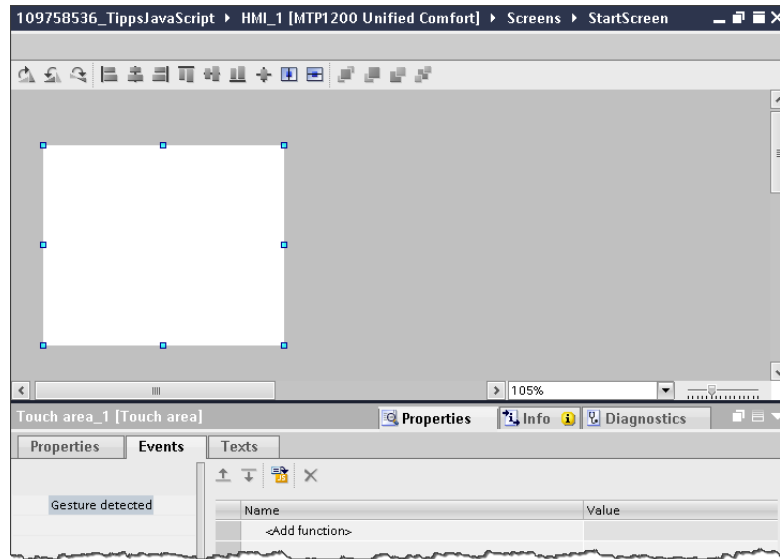 109758536_TippsJavaScript ▸ HMI_1 [MTP1200 Unified Comfort] ▸ Screens ▸ StartScreen
105%
Touch area_1 [Touch area]
Properties
Info
Diagnostics
Properties
Events
Texts
JS
Gesture detected
Name
Value
<Add function>